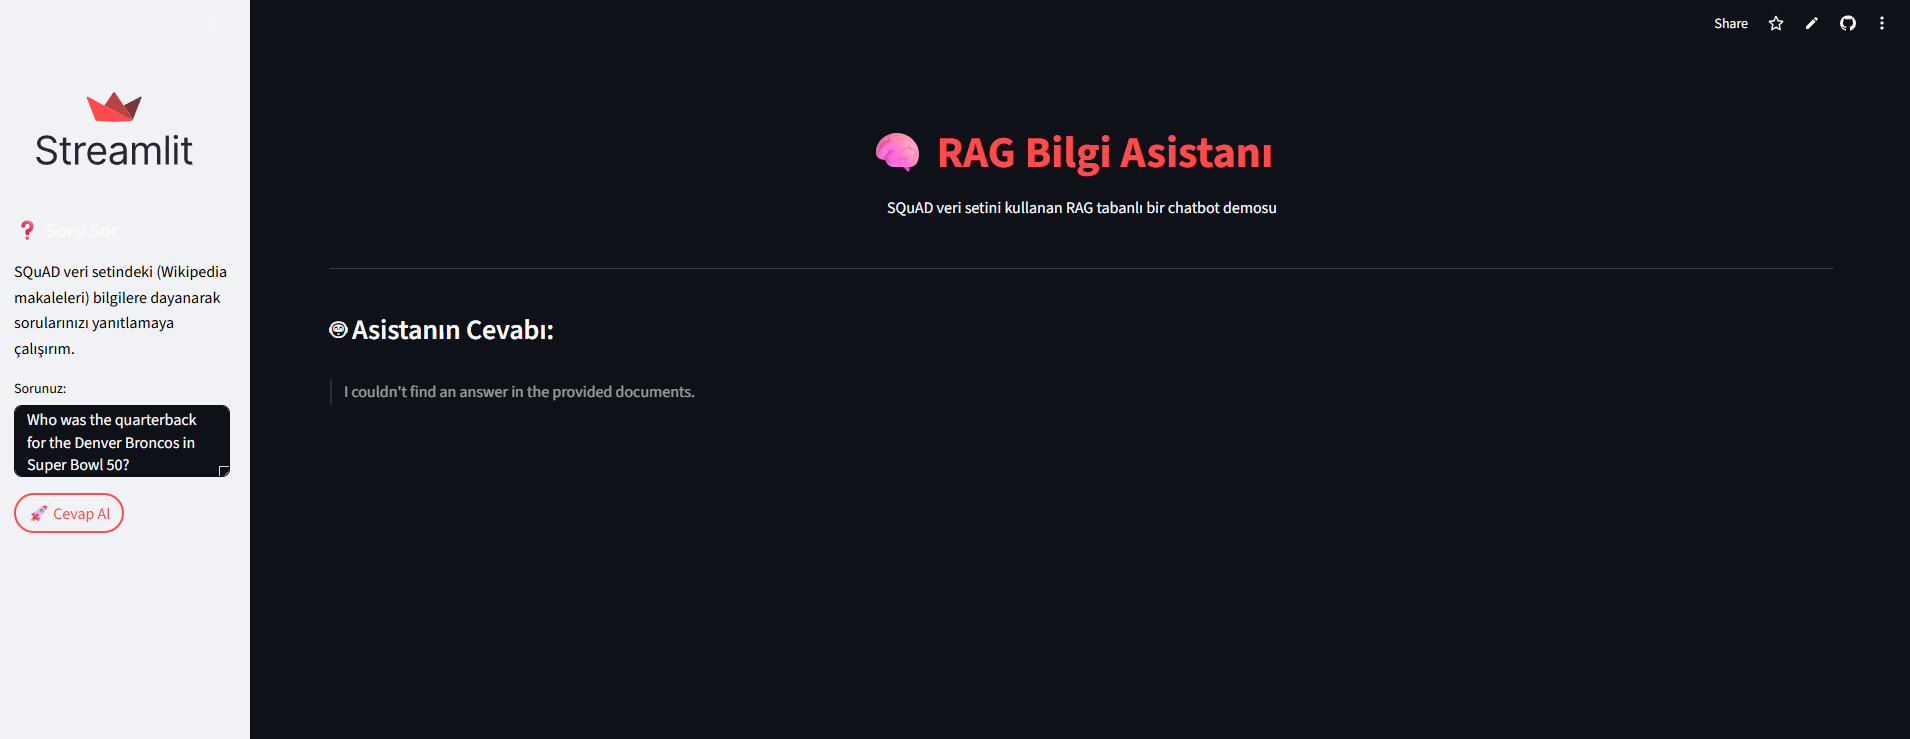 Share
Streamlit
Soru Sor
SQuAD veri setindeki (Wikipedia
makaleleri) bilgilere dayanarak
sorularınızı yanıtlamaya
çalışırım.
Sorunuz:
Who was the quarterback
for the Denver Broncos in
Super Bowl 50?
Cevap Al
RAG Bilgi Asistanı
SQuAD veri setini kullanan RAG tabanlı bir chatbot demosu
Asistanın Cevabı:
I couldn't find an answer in the provided documents.